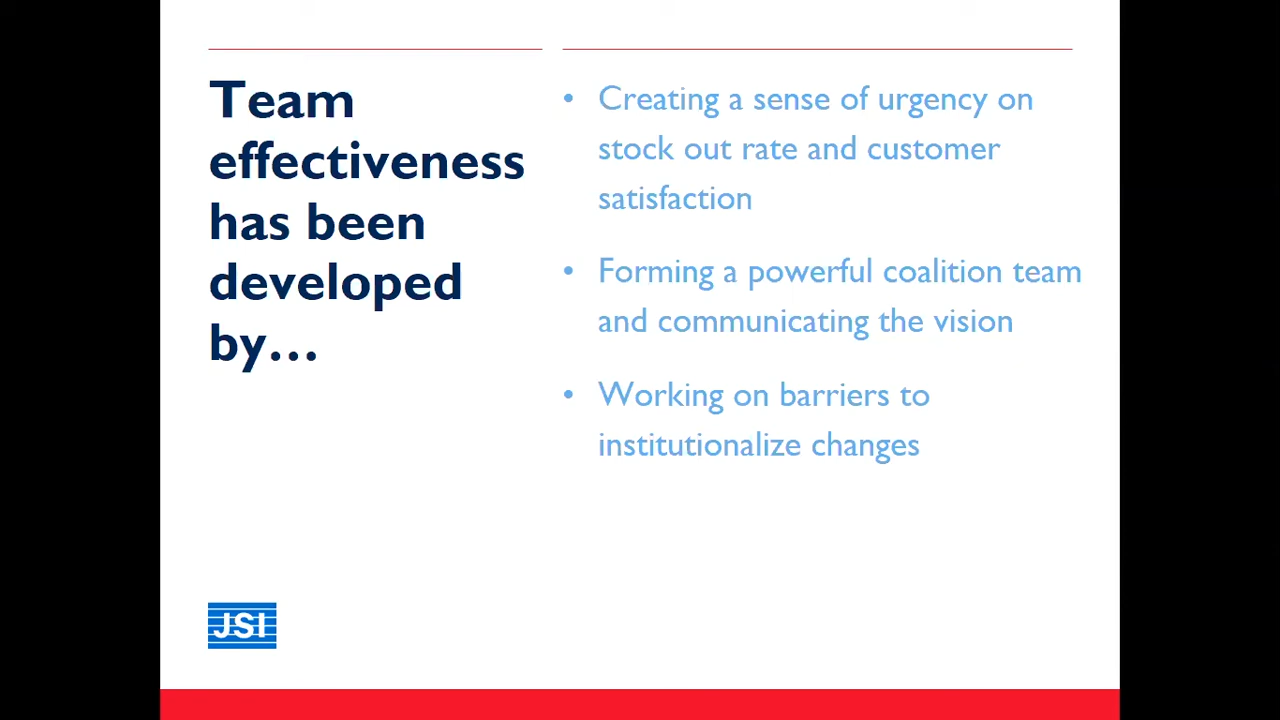 Team
effectiveness
has been
developed
by…
• Creating a sense of urgency on
stock out rate and customer
satisfaction
• Forming a powerful coalition team
and communicating the vision
• Working on barriers to
institutionalize changes
JSI